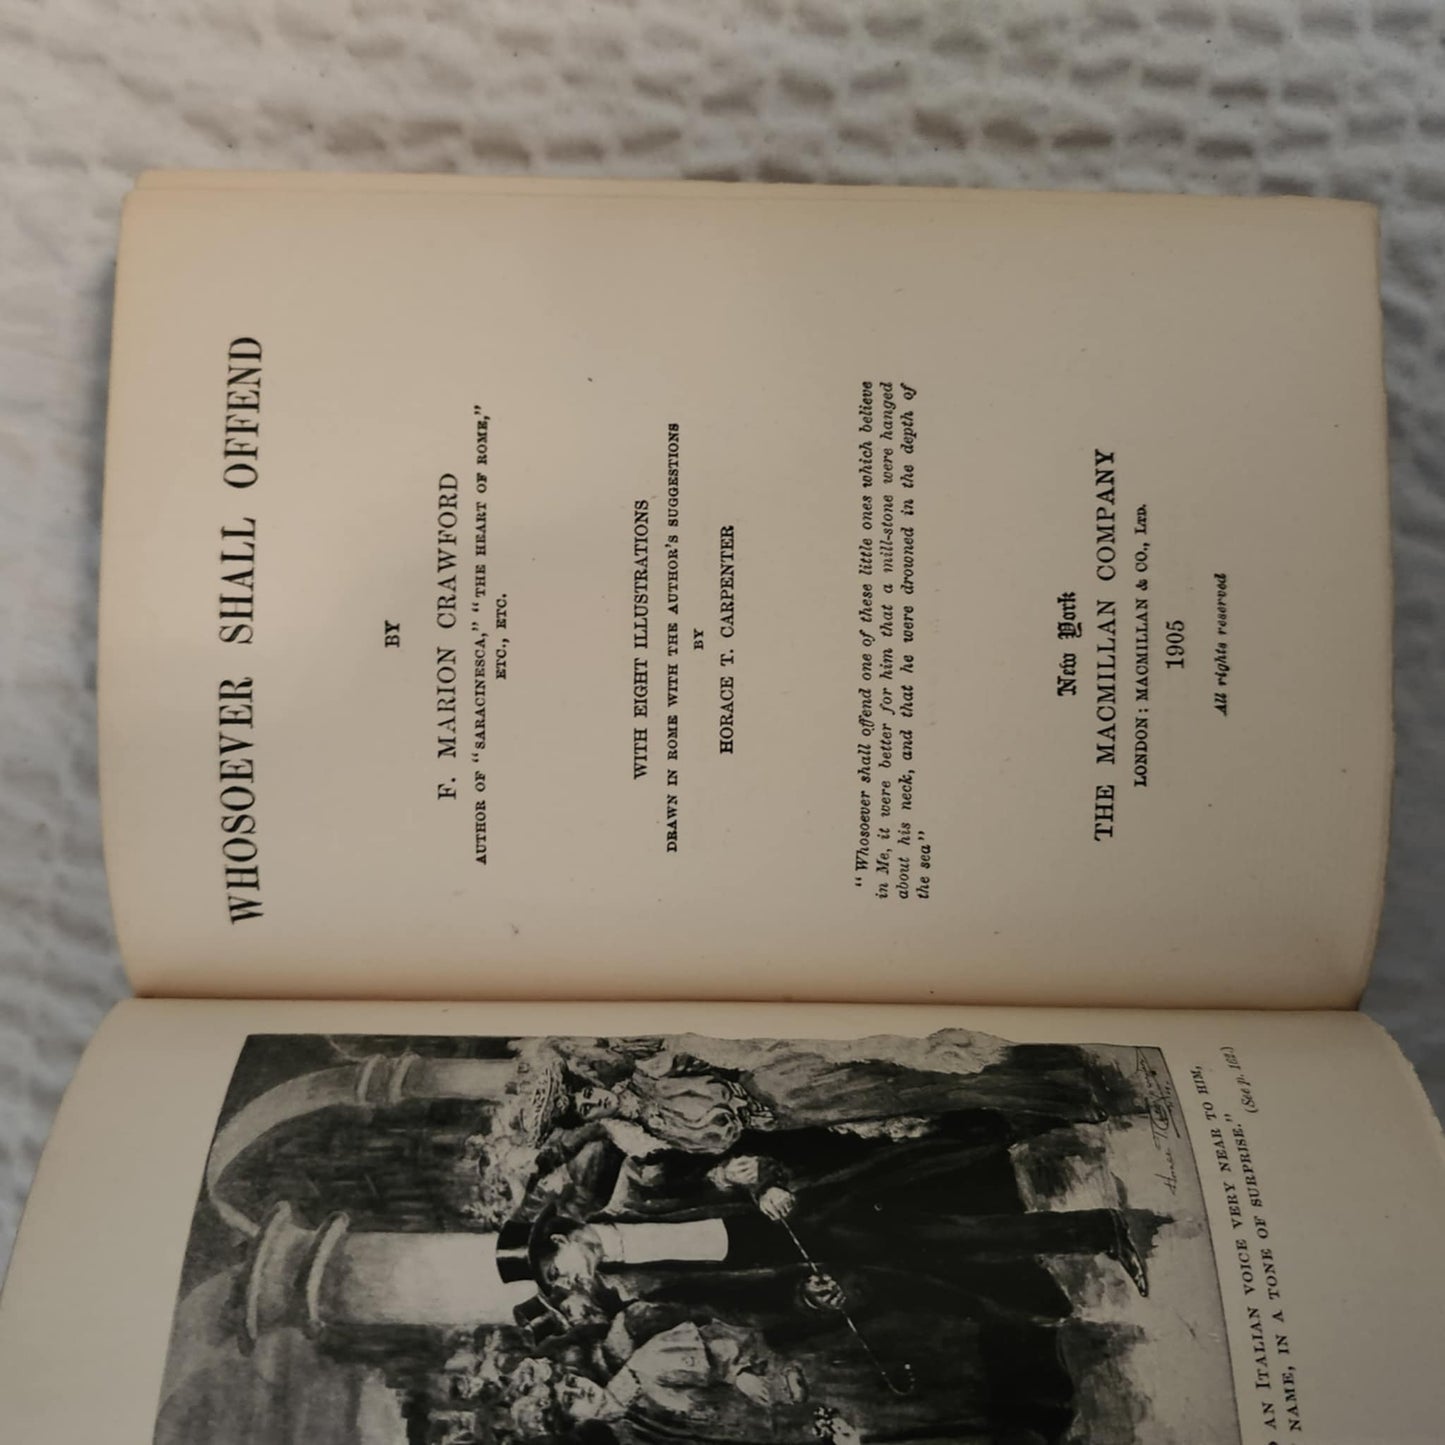 WHOSOEVER SHALL OFFEND
BY
F. MARION CRAWFORD
AUTHOR OF "SARACINESCA," "THE HEART OF ROME,"
ETC., ETC.
WITH EIGHT ILLUSTRATIONS
DRAWN IN ROME WITH THE AUTHOR'S SUGGESTIONS
BY
HORACE T. CARPENTER
"Whosoever shall offend one of these little ones which believe
in Me, it were better for him that a mill-stone were hanged
about his neck, and that he were drowned in the depth of
the sea"
New York
THE MACMILLAN COMPANY
LONDON: MACMILLAN & CO., LTD.
1905
All rights reserved
AN ITALIAN VOICE VERY NEAR TO HIM,
NAME, IN A TONE OF SURPRISE." (See p. 162.)